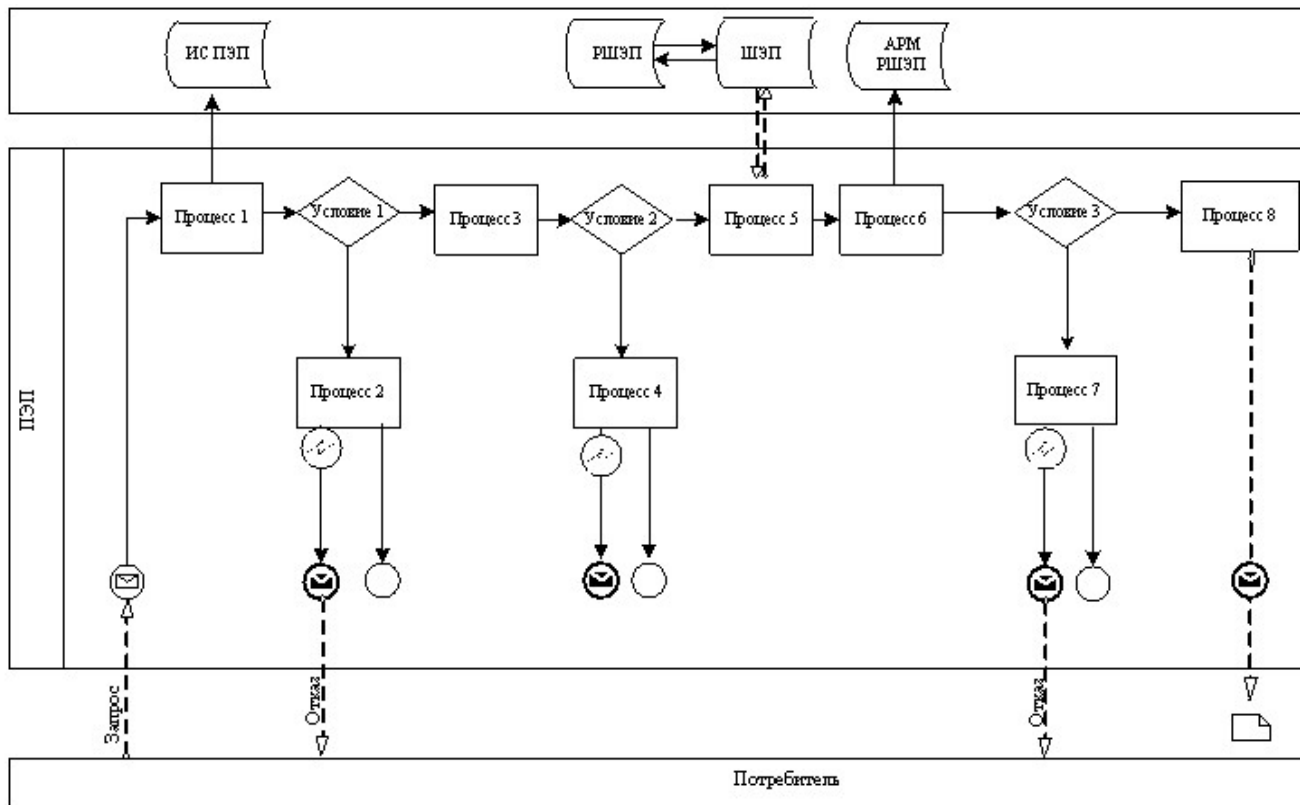 ИС ПЭП
РШЭП
ШЭП
АРМ
РШЭП
Процесс 1
Условие 1
Процесс 3
Условие 2
Процесс 5
Процесс 6
Условие 3
Процесс 8
Процесс 2
Процесс 4
Процесс 7
ПЭП
Запрос
Отказ
Отказ
Потребитель